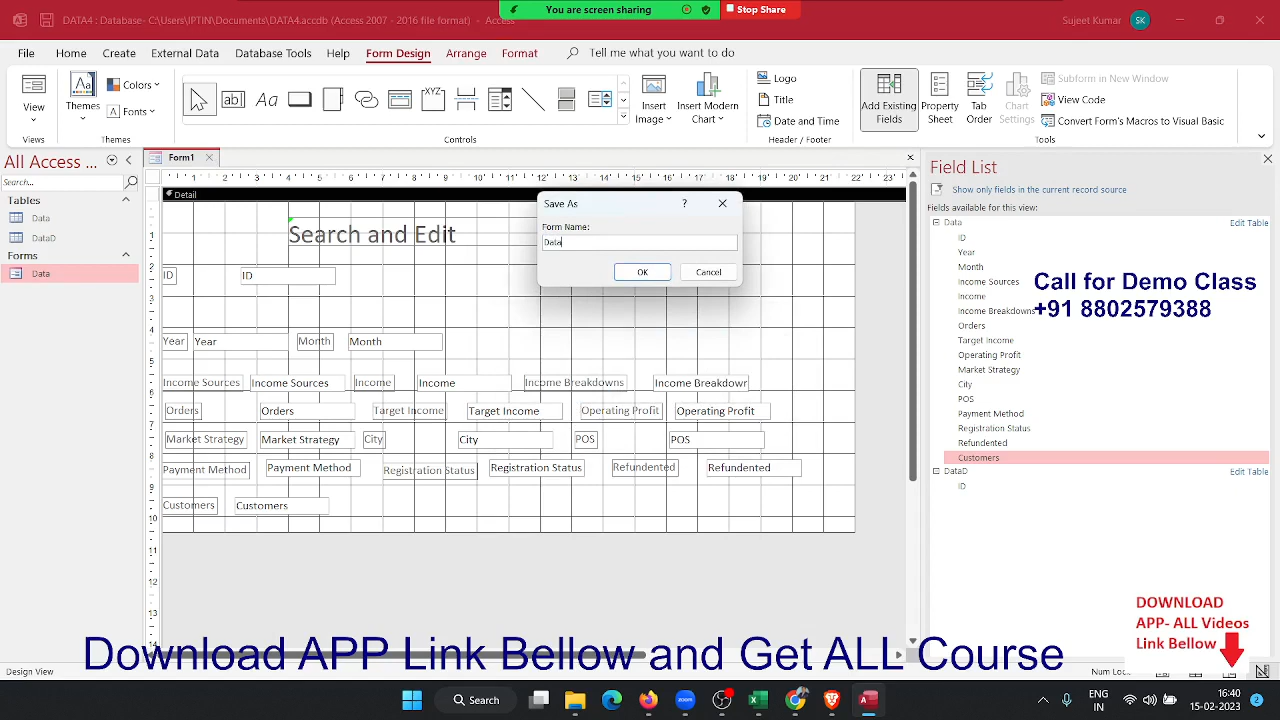 You are screen sharing
Stop Share
DATA4 : Database- C:\Users\IPTIN\Documents\DATA4.accdb (Access 2007 - 2016 file format) - Access
Sujeet Kumar
SK
File
Home
Create
External Data
Database Tools
Help
Form Design
Arrange
Format
Tell me what you want to do
View
Views
Themes
Colors
Fonts
Themes
Aa
XYZ
Controls
Insert Image
Insert Modern Chart
Logo
Title
Date and Time
Header / Footer
Add Existing Fields
Property Sheet
Tab Order
Chart Settings
Subform in New Window
View Code
Convert Form's Macros to Visual Basic
Tools
All Access ...
Search...
Tables
Data
DataD
Forms
Data
Form1
Detail
Search and Edit
ID ID
Year Year Month Month
Income Sources Income Sources Income Income Income Breakdowns Income Breakdowr
Orders Orders Target Income Target Income Operating Profit Operating Profit
Market Strategy Market Strategy City City POS POS
Payment Method Payment Method Registration Status Registration Status Refundented Refundented
Customers Customers
Save As
?
Form Name:
Data
OK
Cancel
Field List
Show only fields in the current record source
Fields available for this view:
Data
Edit Table
ID
Year
Month
Income Sources
Income
Income Breakdowns
Orders
Target Income
Operating Profit
Market Strategy
City
POS
Payment Method
Registration Status
Refundented
Customers
DataD
Edit Table
ID
Call for Demo Class
+91 8802579388
DOWNLOAD
APP- ALL Videos
Link Bellow
Download APP Link Bellow and Get ALL Course
Design View
Num Loc
Search
ENG
IN
16:40
15-02-2023
2